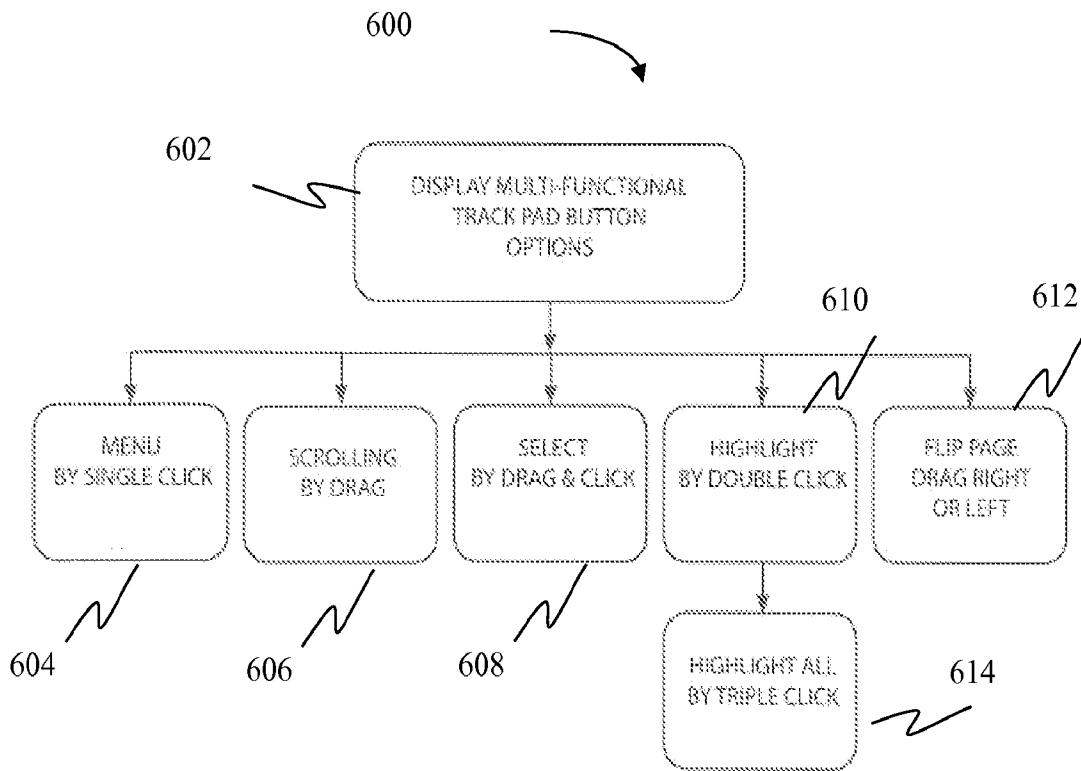 600
602
DISPLAY MULTI-FUNCTIONAL
TRACK PAD BUTTON
OPTIONS
610
612
MENU
BY SINGLE CLICK
SCROLLING
BY DRAG
SELECT
BY DRAG & CLICK
HIGHLIGHT
BY DOUBLE CLICK
FLIP PAGE
DRAG RIGHT
OR LEFT
604
606
608
HIGHLIGHT ALL
BY TRIPLE CLICK
614